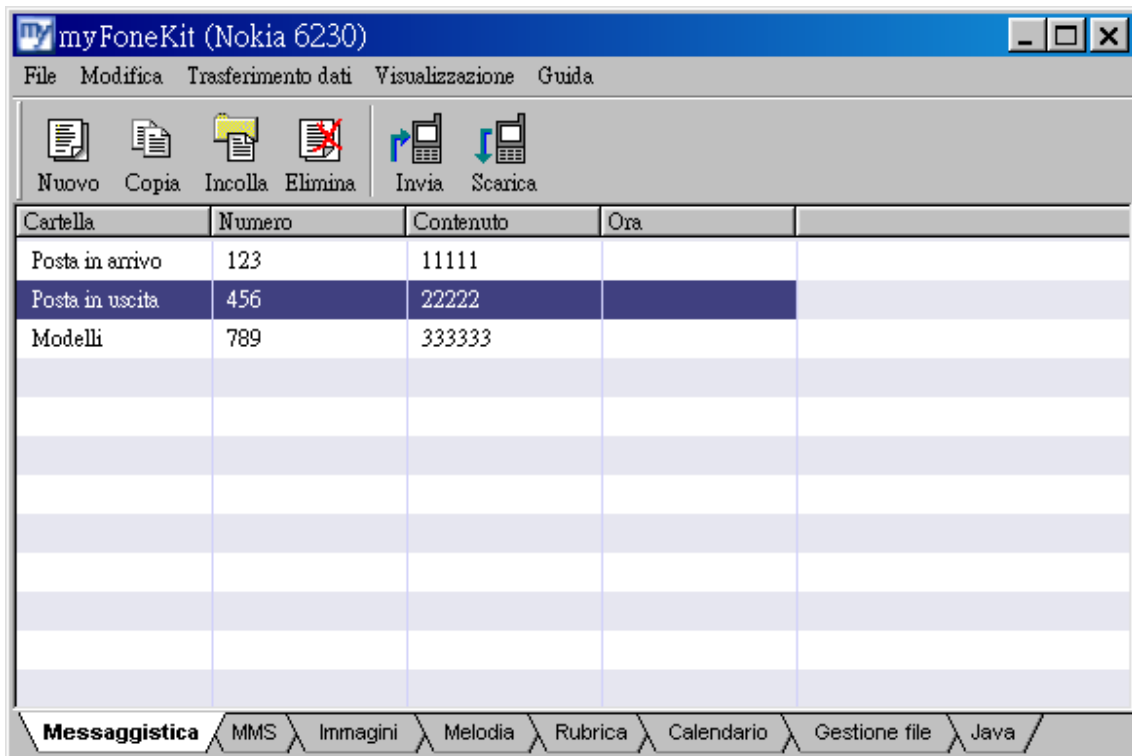 my myFoneKit (Nokia 6230)
File Modifica Trasferimento dati Visualizzazione Guida
Nuovo Copia Incolla Elimina Invia Scarica
Cartella Numero Contenuto Ora
Posta in arrivo 123 11111
Posta in uscita 456 22222
Modelli 789 333333
Messaggistica MMS Immagini Melodia Rubrica Calendario Gestione file Java